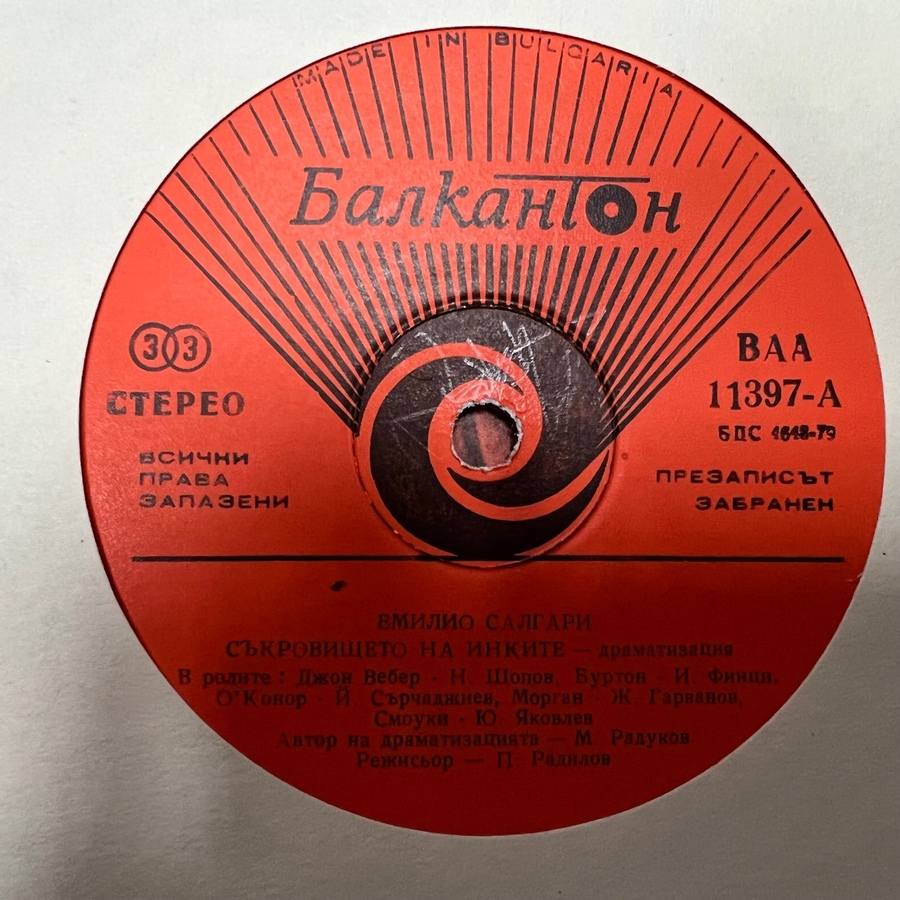 MADE IN BULGARIA
Балкантон
33
СТЕРЕО
ВСИЧНИ
ПРАВА
ЗАПАЗЕНИ
ВАА
11397-А
БДС 4648-79
ПРЕЗАПИСЪТ
ЗАБРАНЕН
ЕМИЛИО САЛГАРИ
СЪКРОВИЩЕТО НА ИНКИТЕ — драматизация
В ролите : Джон Вебер - Н. Шопов, Буртон - И. Финци,
О'Конор - Й. Сърчаджиев, Морган - Ж. Гарванов,
Смоуки - Ю. Яковлев
Автор на драматизацията — М. Радуков
Режисьор — П. Радилов